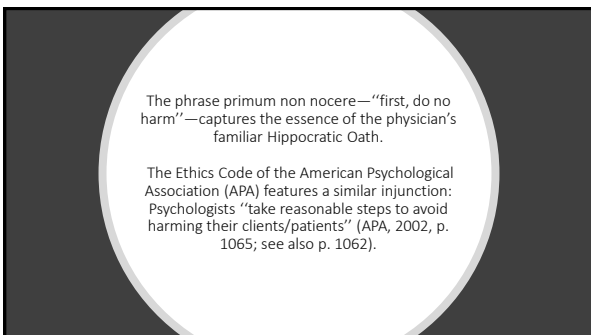 The phrase primum non nocere—‘‘first, do no
harm’’—captures the essence of the physician’s
familiar Hippocratic Oath.
The Ethics Code of the American Psychological
Association (APA) features a similar injunction:
Psychologists ‘‘take reasonable steps to avoid
harming their clients/patients’’ (APA, 2002, p.
1065; see also p. 1062).